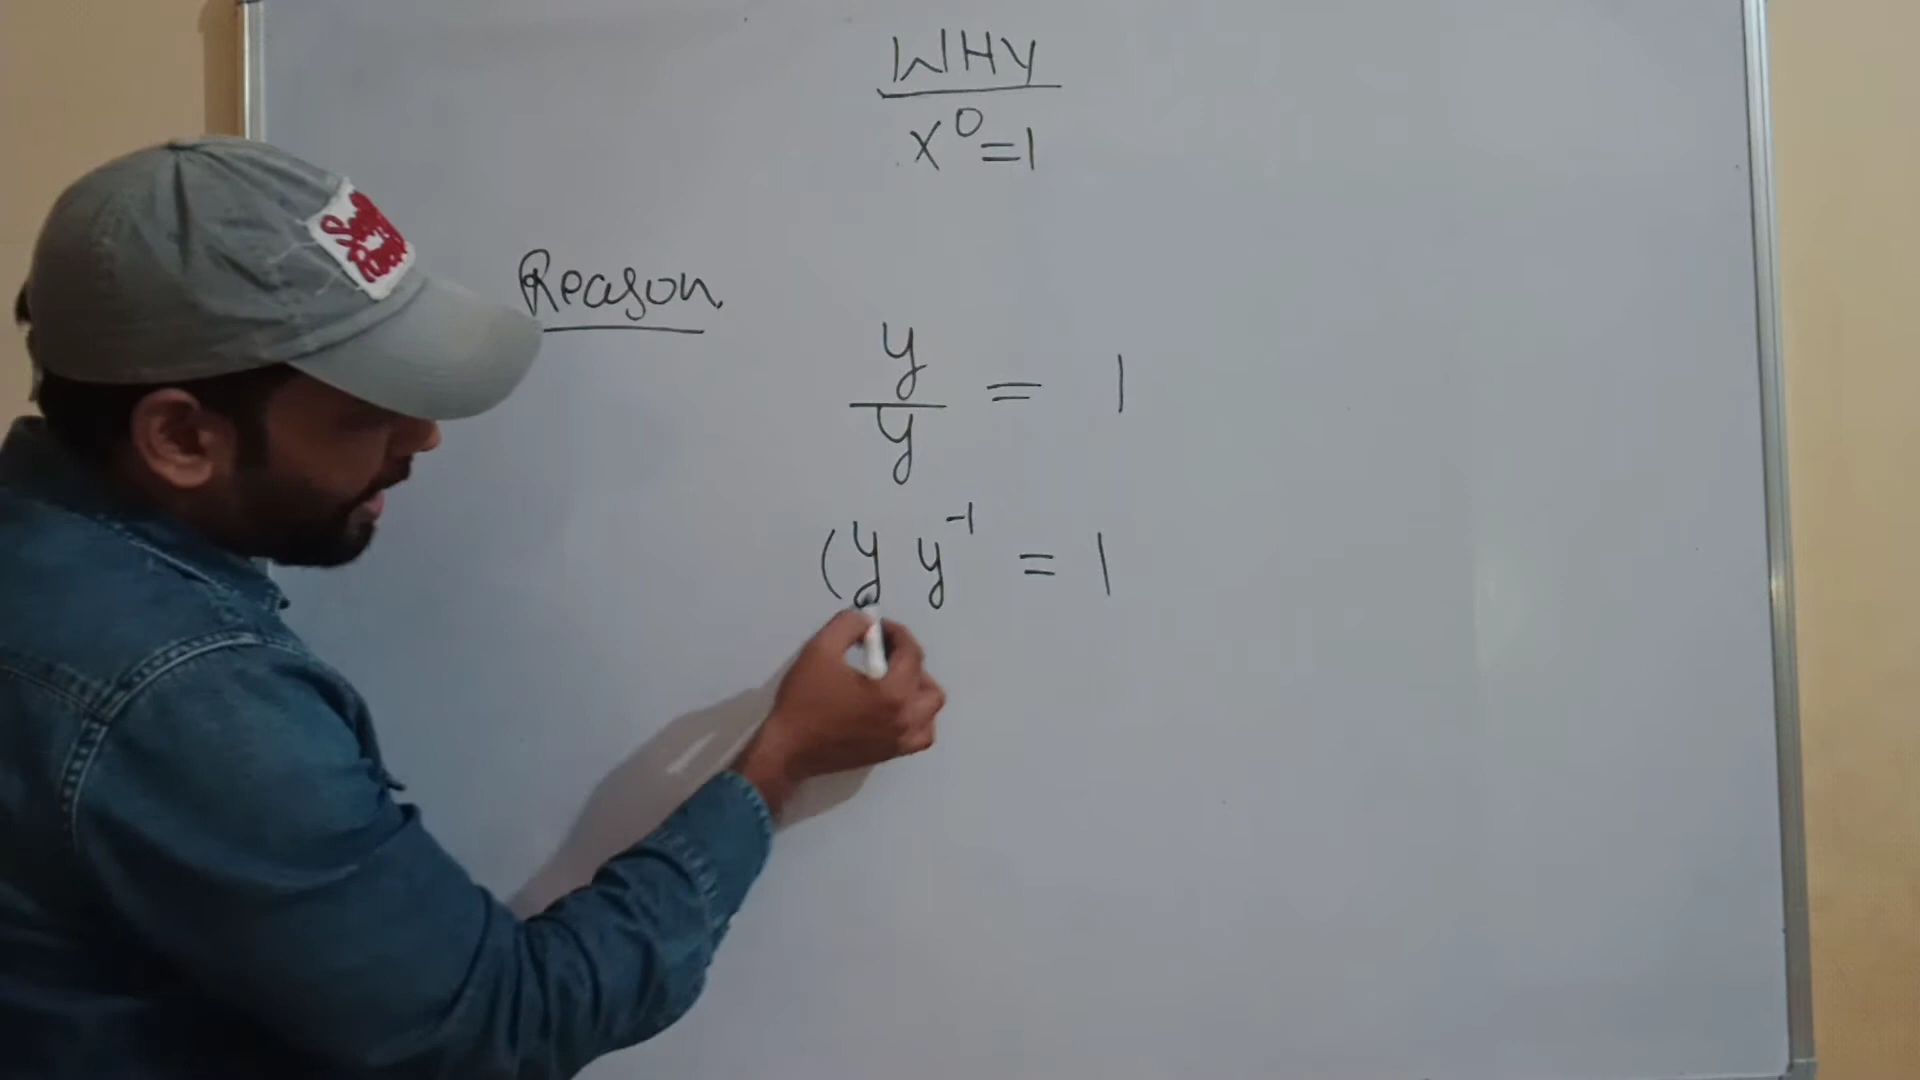 WHY
x⁰=1
Reason
y/y = 1
(y y⁻¹ = 1